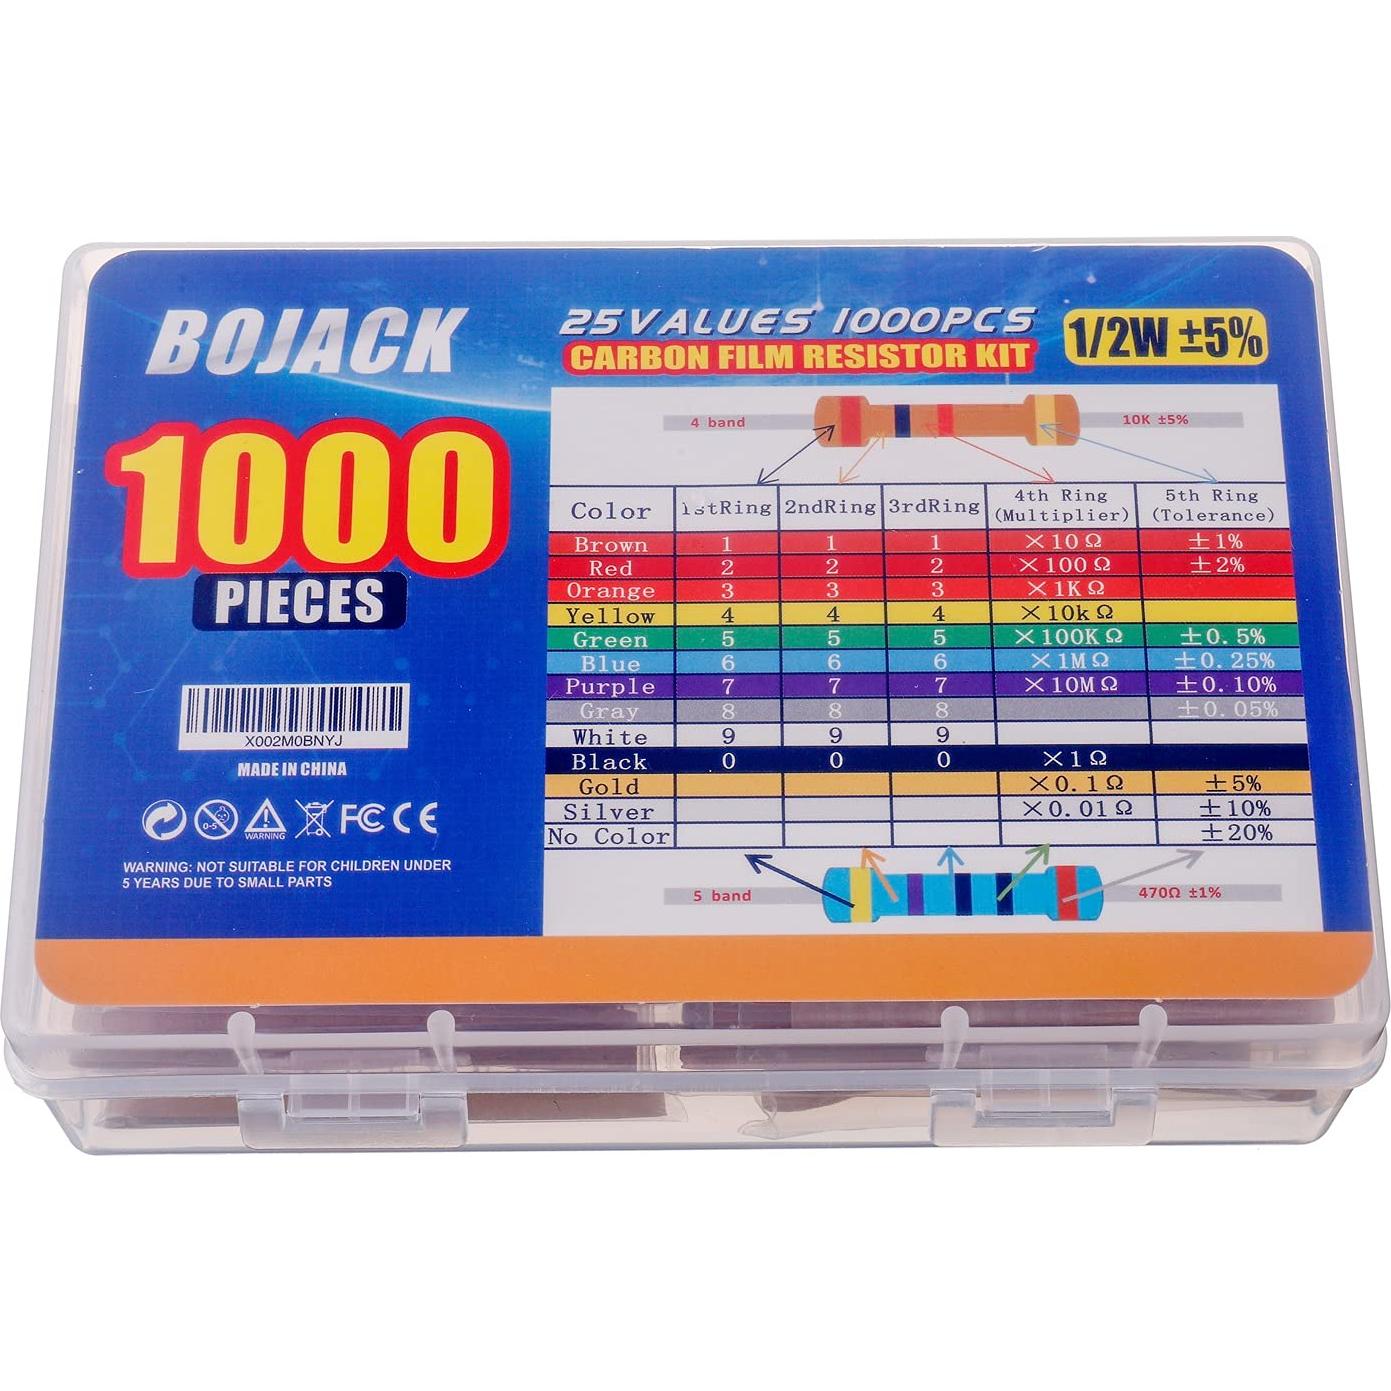 BOJACK
1000
PIECES
X002M0BNYJ
MADE IN CHINA
0-5
WARNING
FC CE
WARNING: NOT SUITABLE FOR CHILDREN UNDER
5 YEARS DUE TO SMALL PARTS
25VALUES 1000PCS
CARBON FILM RESISTOR KIT
1/2W ±5%
4 band
10K ±5%
Color 1stRing 2ndRing 3rdRing 4th Ring (Multiplier) 5th Ring (Tolerance)
Brown 1 1 1 ×10Ω ±1%
Red 2 2 2 ×100Ω ±2%
Orange 3 3 3 ×1KΩ
Yellow 4 4 4 ×10kΩ
Green 5 5 5 ×100KΩ ±0.5%
Blue 6 6 6 ×1MΩ ±0.25%
Purple 7 7 7 ×10MΩ ±0.10%
Gray 8 8 8 ±0.05%
White 9 9 9
Black 0 0 0 ×1Ω
Gold ×0.1Ω ±5%
Silver ×0.01Ω ±10%
No Color ±20%
5 band
470Ω ±1%